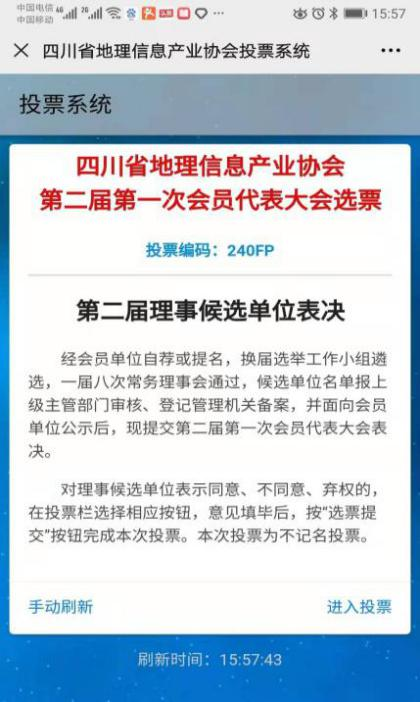 中国电信
中国移动
4G 2G ··· 15:57
四川省地理信息产业协会投票系统
投票系统
四川省地理信息产业协会
第二届第一次会员代表大会选票
投票编码：240FP
第二届理事候选单位表决
经会员单位自荐或提名，换届选举工作小组遴
选，一届八次常务理事会通过，候选单位名单报上
级主管部门审核、登记管理机关备案，并面向会员
单位公示后，现提交第二届第一次会员代表大会表
决。
对理事候选单位表示同意、不同意、弃权的，
在投票栏选择相应按钮，意见填毕后，按“选票提
交”按钮完成本次投票。本次投票为不记名投票。
手动刷新 进入投票
刷新时间：15:57:43